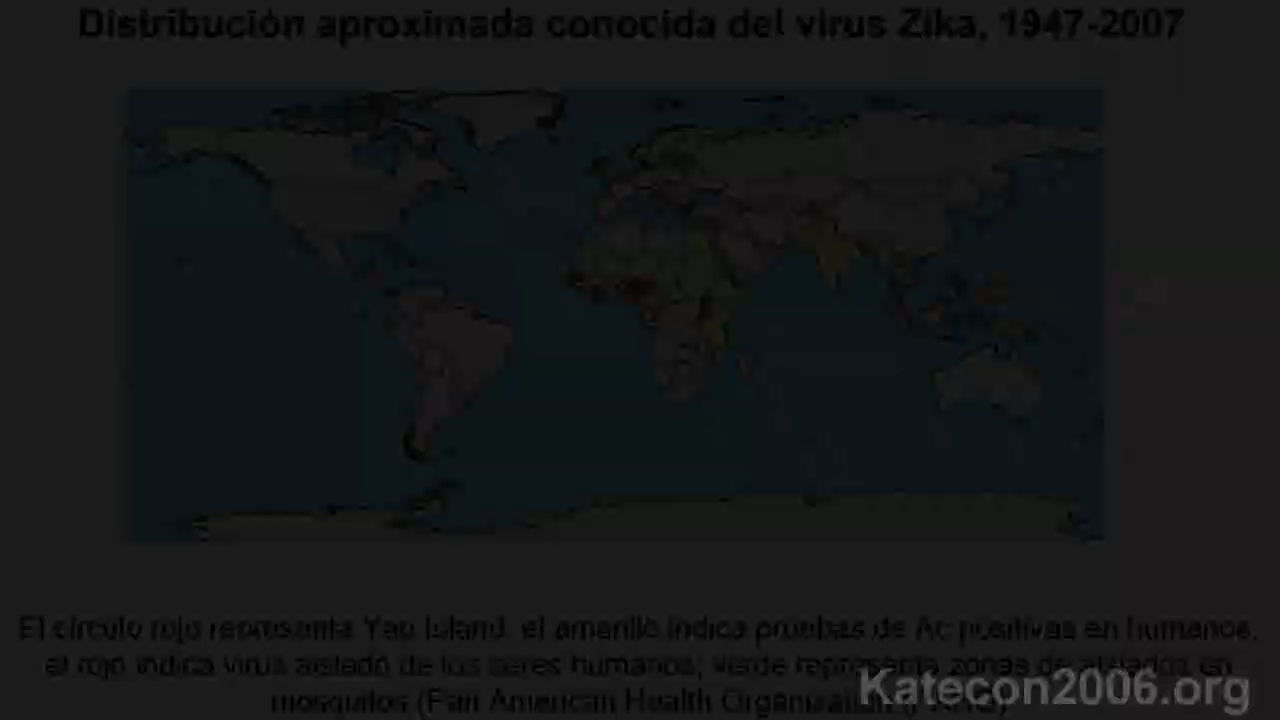 Distribución aproximada conocida del virus Zika, 1947-2007
El círculo rojo representa Yap Island, el amarillo indica pruebas de Ac positivas en humanos,
el rojo indica virus aislado de los seres humanos; verde representa zonas de aislados en
mosquitos (Pan American Health Organization
Katecon2006.org